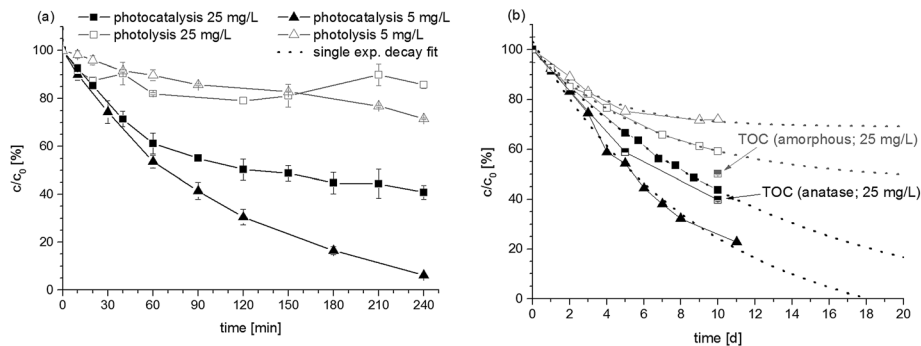 (a)
photocatalysis 25 mg/L
photocatalysis 5 mg/L
photolysis 25 mg/L
photolysis 5 mg/L
single exp. decay fit
100
80
60
40
20
0
c/c0 [%]
0 30 60 90 120 150 180 210 240
time [min]
(b)
100
80
60
40
20
0
c/c0 [%]
TOC (amorphous; 25 mg/L)
TOC (anatase; 25 mg/L)
0 2 4 6 8 10 12 14 16 18 20
time [d]